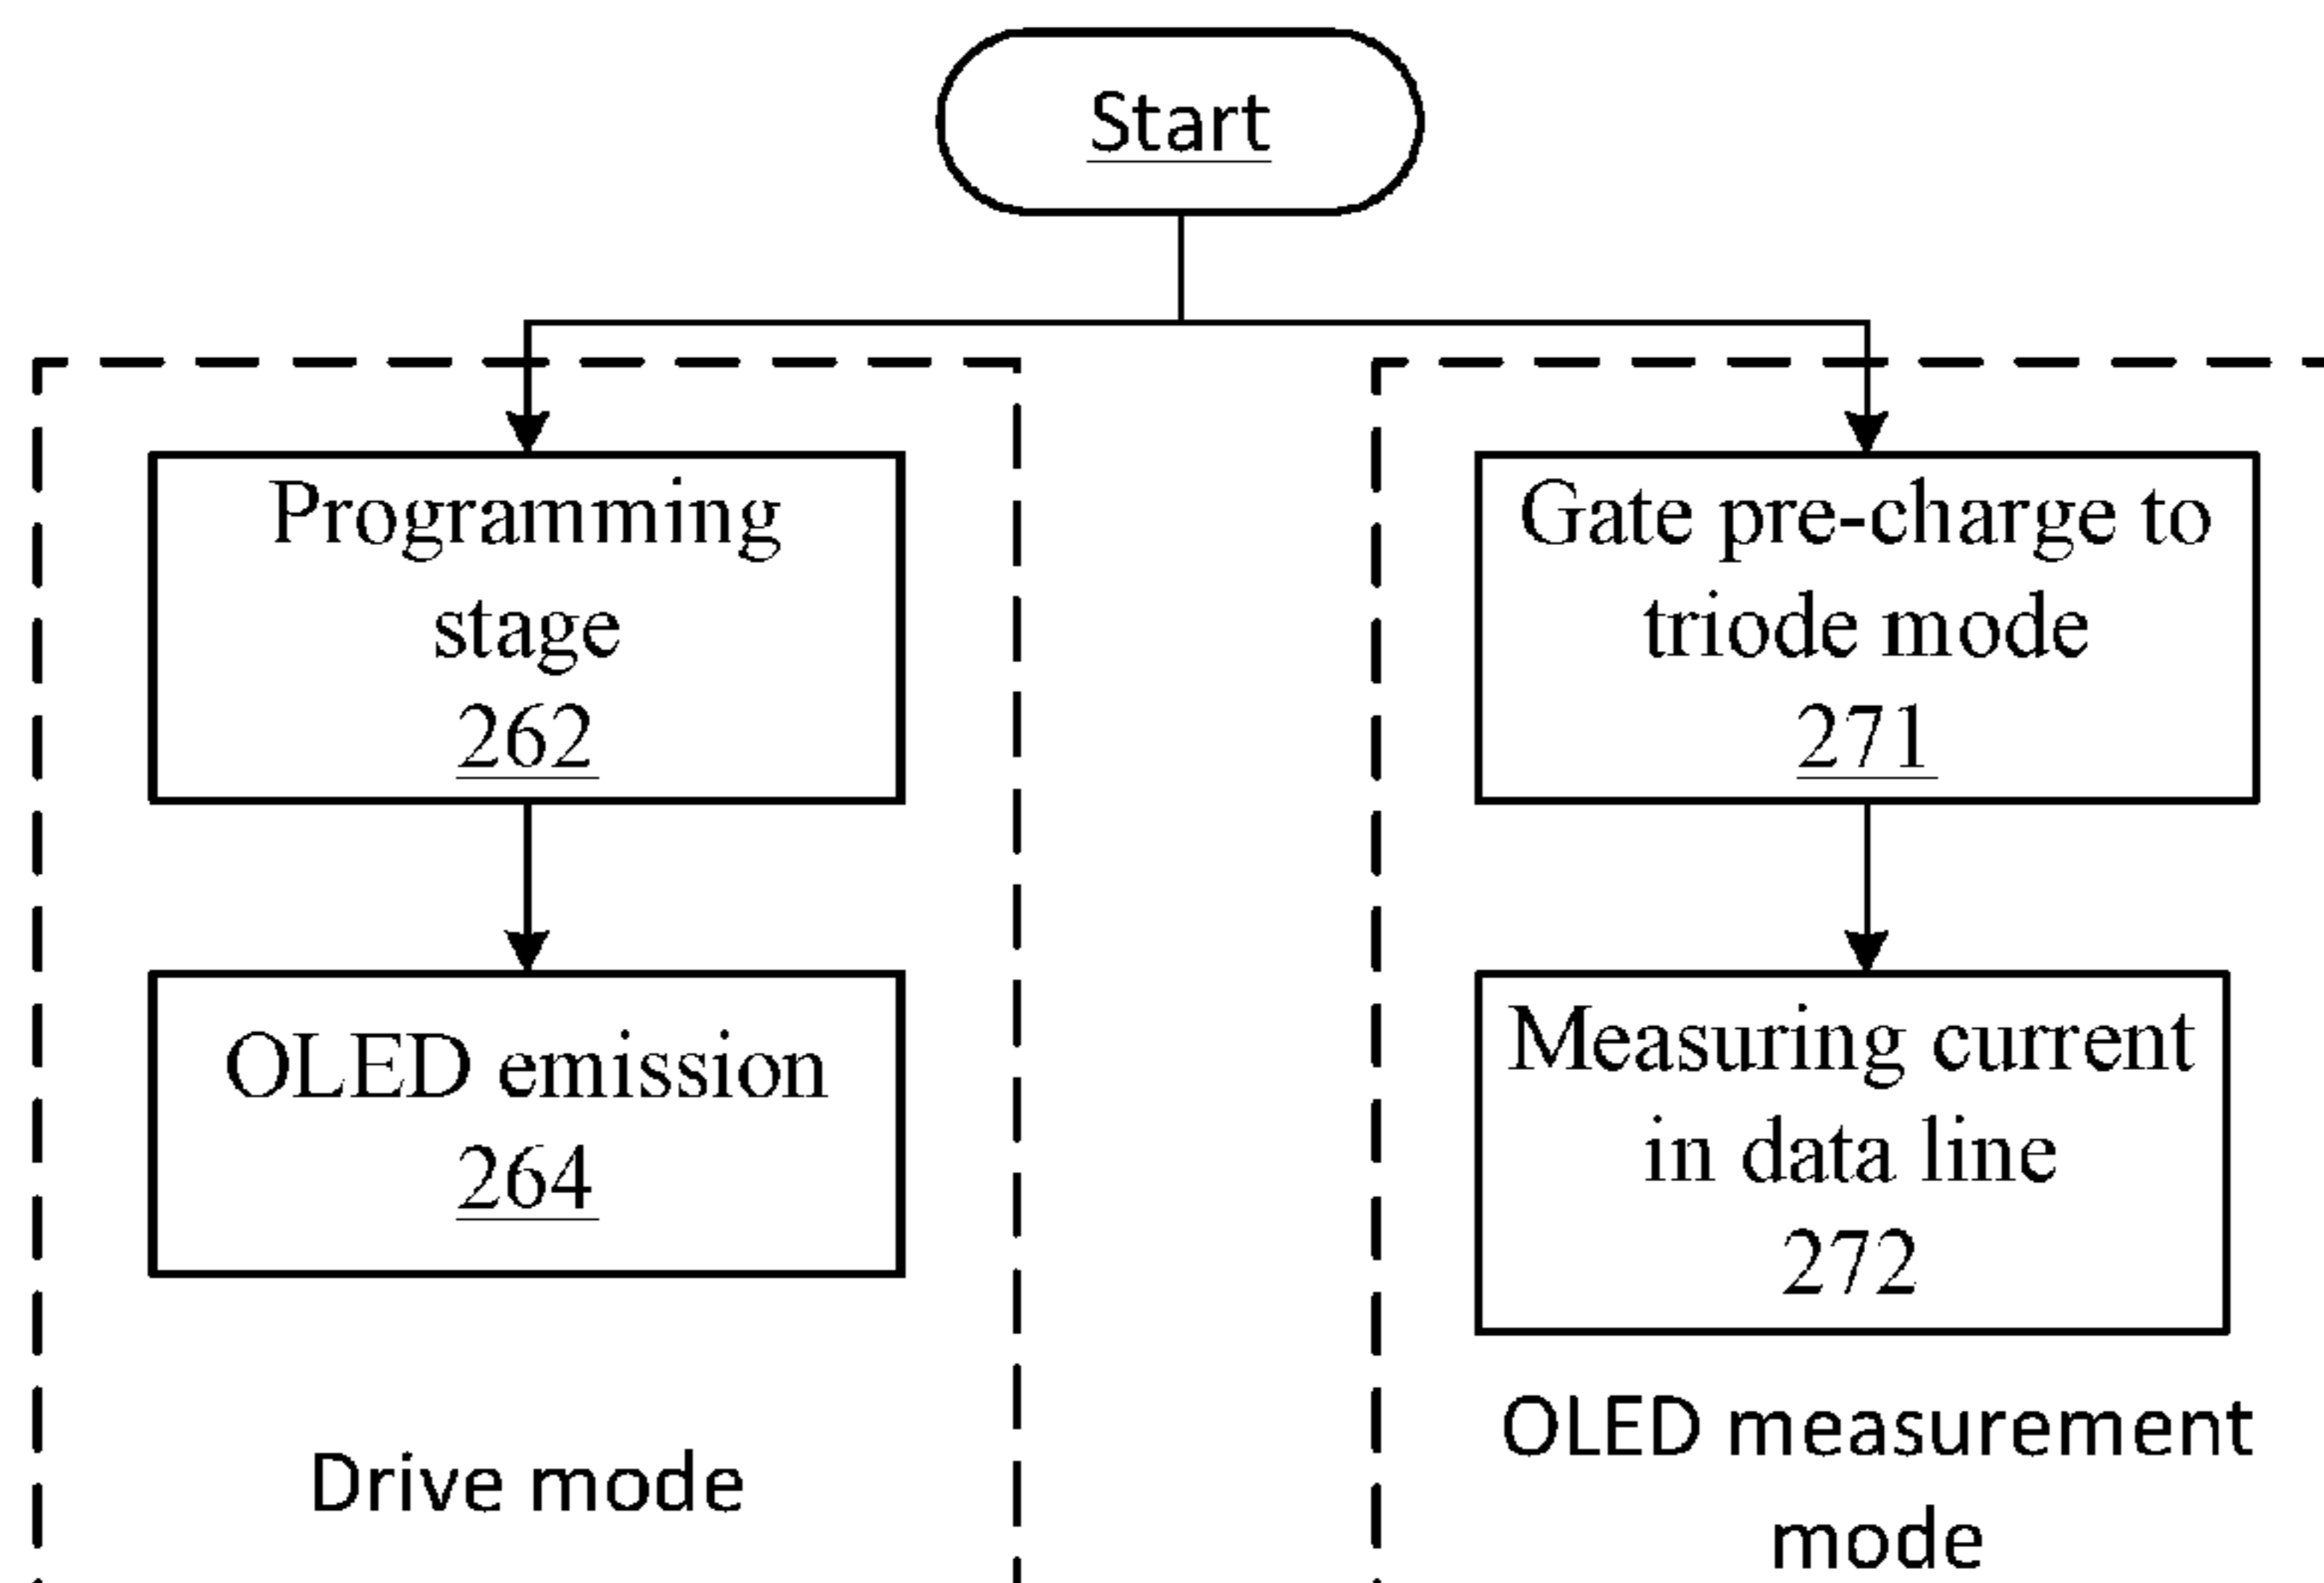 Start
Programming
stage
262
OLED emission
264
Drive mode
Gate pre-charge to
triode mode
271
Measuring current
in data line
272
OLED measurement
mode